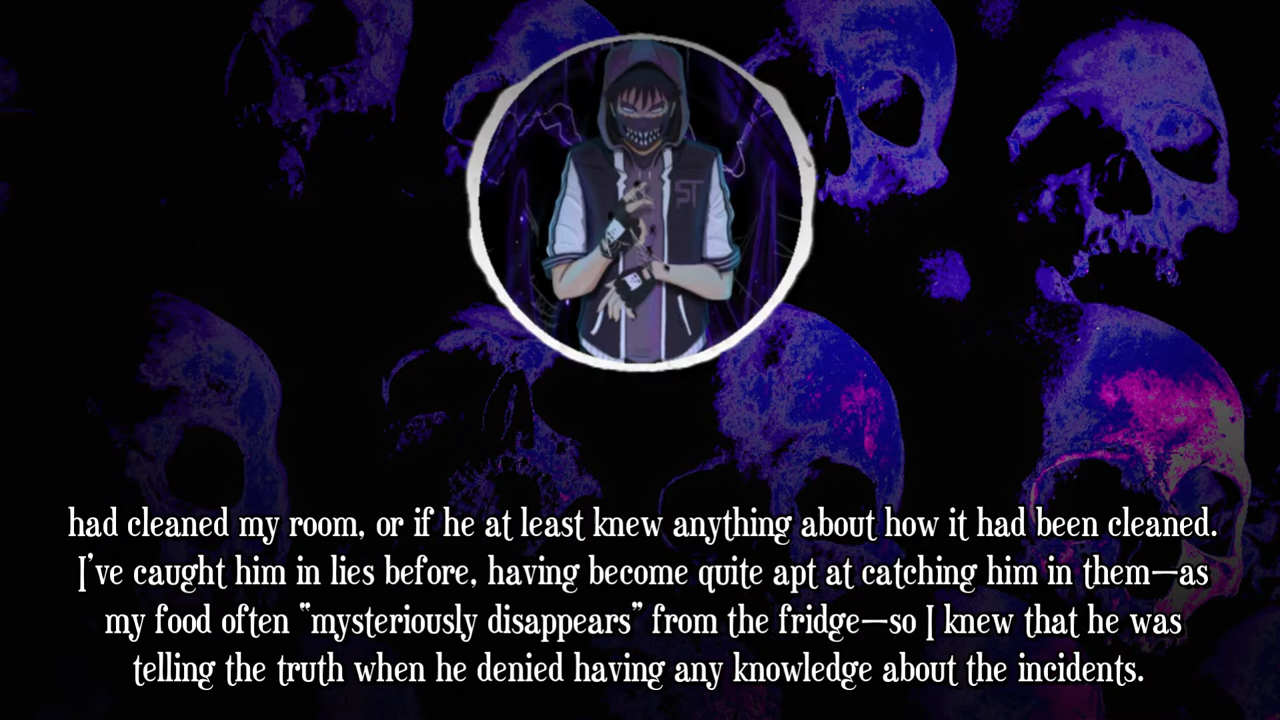 ST
had cleaned my room, or if he at least knew anything about how it had been cleaned.
I've caught him in lies before, having become quite apt at catching him in them—as
my food often "mysteriously disappears" from the fridge—so I knew that he was
telling the truth when he denied having any knowledge about the incidents.